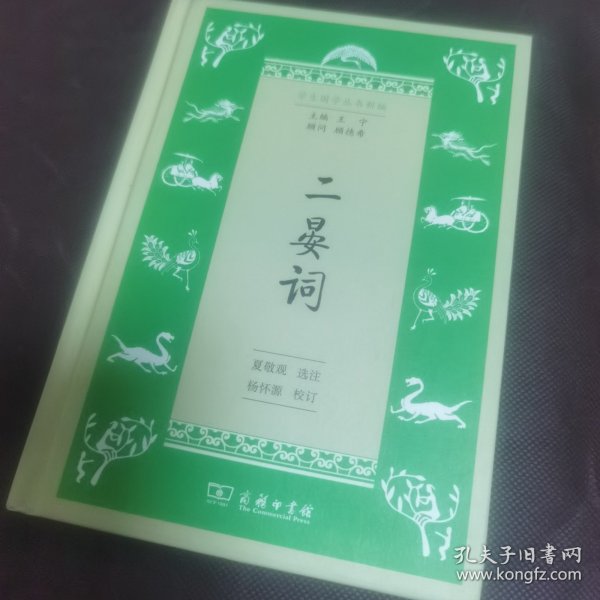 学生国学丛书新编
主编 王宁
顾问 顾德希
二晏词
夏敬观 选注
杨怀源 校订
商务印书馆
The Commercial Press
孔夫子旧书网
www.kongfz.com